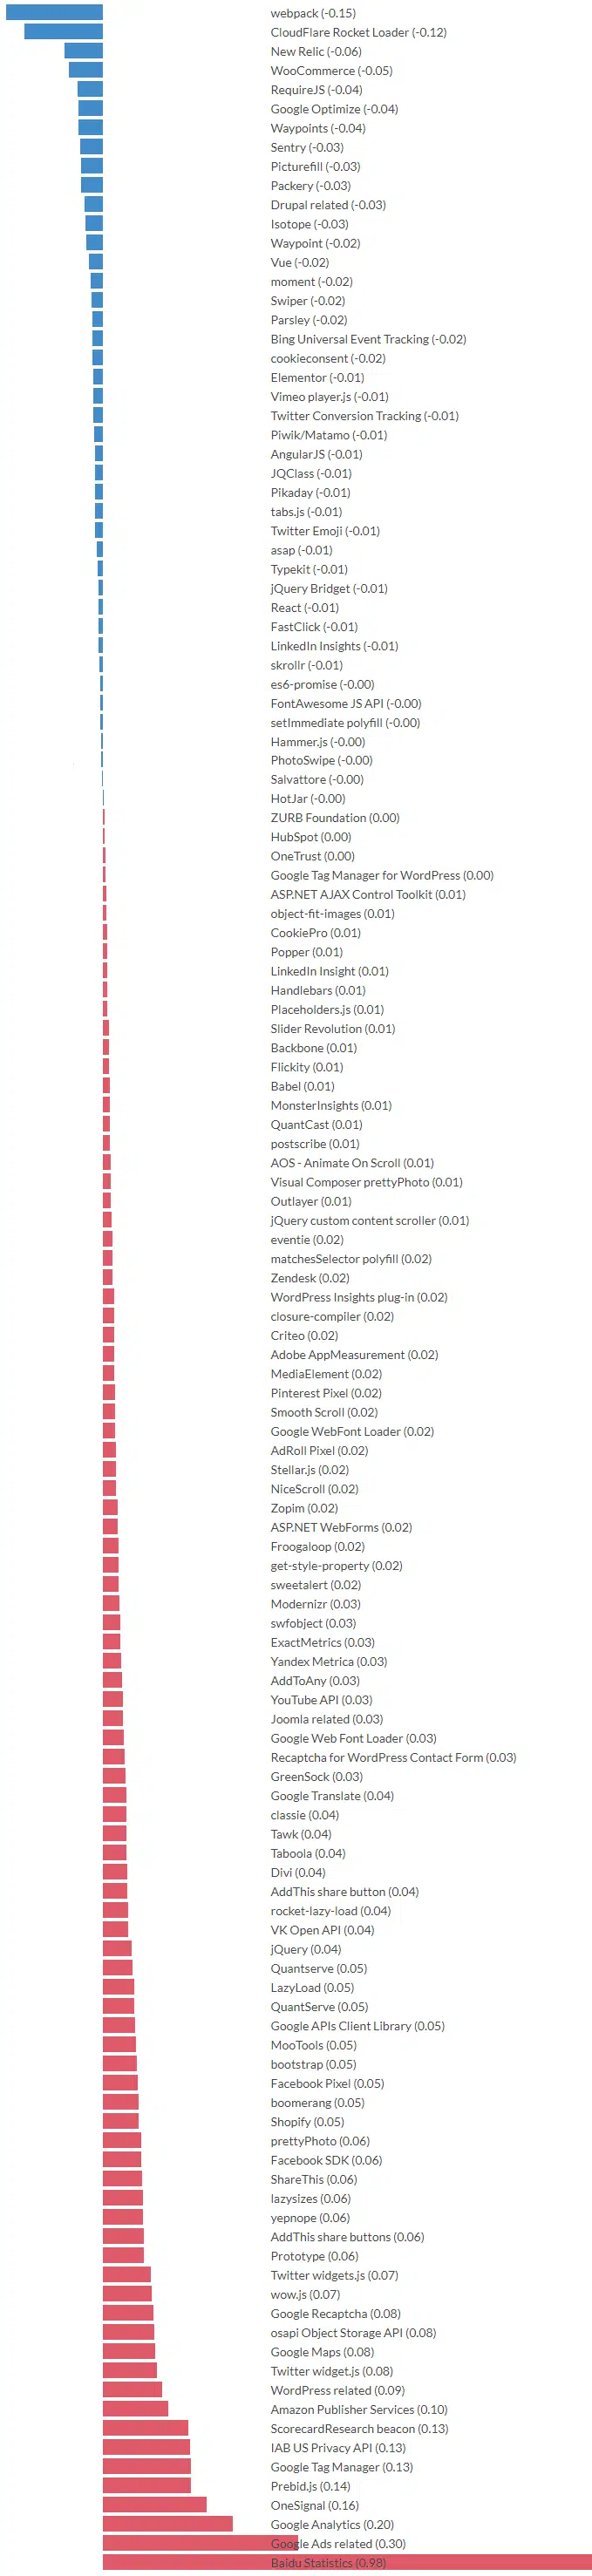 webpack (-0.15)
CloudFlare Rocket Loader (-0.12)
New Relic (-0.06)
WooCommerce (-0.05)
RequireJS (-0.04)
Google Optimize (-0.04)
Waypoints (-0.04)
Sentry (-0.03)
Picturefill (-0.03)
Packery (-0.03)
Drupal related (-0.03)
Isotope (-0.03)
Waypoint (-0.02)
Vue (-0.02)
moment (-0.02)
Swiper (-0.02)
Parsley (-0.02)
Bing Universal Event Tracking (-0.02)
cookieconsent (-0.02)
Elementor (-0.01)
Vimeo player.js (-0.01)
Twitter Conversion Tracking (-0.01)
Piwik/Matamo (-0.01)
AngularJS (-0.01)
JQClass (-0.01)
Pikaday (-0.01)
tabs.js (-0.01)
Twitter Emoji (-0.01)
asap (-0.01)
Typekit (-0.01)
jQuery Bridget (-0.01)
React (-0.01)
FastClick (-0.01)
LinkedIn Insights (-0.01)
skrollr (-0.01)
es6-promise (-0.00)
FontAwesome JS API (-0.00)
setImmediate polyfill (-0.00)
Hammer.js (-0.00)
PhotoSwipe (-0.00)
Salvattore (-0.00)
HotJar (-0.00)
ZURB Foundation (0.00)
HubSpot (0.00)
OneTrust (0.00)
Google Tag Manager for WordPress (0.00)
ASP.NET AJAX Control Toolkit (0.01)
object-fit-images (0.01)
CookiePro (0.01)
Popper (0.01)
LinkedIn Insight (0.01)
Handlebars (0.01)
Placeholders.js (0.01)
Slider Revolution (0.01)
Backbone (0.01)
Flickity (0.01)
Babel (0.01)
MonsterInsights (0.01)
QuantCast (0.01)
postscribe (0.01)
AOS - Animate On Scroll (0.01)
Visual Composer prettyPhoto (0.01)
Outlayer (0.01)
jQuery custom content scroller (0.01)
eventie (0.02)
matchesSelector polyfill (0.02)
Zendesk (0.02)
WordPress Insights plug-in (0.02)
closure-compiler (0.02)
Criteo (0.02)
Adobe AppMeasurement (0.02)
MediaElement (0.02)
Pinterest Pixel (0.02)
Smooth Scroll (0.02)
Google WebFont Loader (0.02)
AdRoll Pixel (0.02)
Stellar.js (0.02)
NiceScroll (0.02)
Zopim (0.02)
ASP.NET WebForms (0.02)
Froogaloop (0.02)
get-style-property (0.02)
sweetalert (0.02)
Modernizr (0.03)
swfobject (0.03)
ExactMetrics (0.03)
Yandex Metrica (0.03)
AddToAny (0.03)
YouTube API (0.03)
Joomla related (0.03)
Google Web Font Loader (0.03)
Recaptcha for WordPress Contact Form (0.03)
GreenSock (0.03)
Google Translate (0.04)
classie (0.04)
Tawk (0.04)
Taboola (0.04)
Divi (0.04)
AddThis share button (0.04)
rocket-lazy-load (0.04)
VK Open API (0.04)
jQuery (0.04)
Quantserve (0.05)
LazyLoad (0.05)
QuantServe (0.05)
Google APIs Client Library (0.05)
MooTools (0.05)
bootstrap (0.05)
Facebook Pixel (0.05)
boomerang (0.05)
Shopify (0.05)
prettyPhoto (0.06)
Facebook SDK (0.06)
ShareThis (0.06)
lazysizes (0.06)
yepnope (0.06)
AddThis share buttons (0.06)
Prototype (0.06)
Twitter widgets.js (0.07)
wow.js (0.07)
Google Recaptcha (0.08)
osapi Object Storage API (0.08)
Google Maps (0.08)
Twitter widget.js (0.08)
WordPress related (0.09)
Amazon Publisher Services (0.10)
ScorecardResearch beacon (0.13)
IAB US Privacy API (0.13)
Google Tag Manager (0.13)
Prebid.js (0.14)
OneSignal (0.16)
Google Analytics (0.20)
Google Ads related (0.30)
Baidu Statistics (0.98)